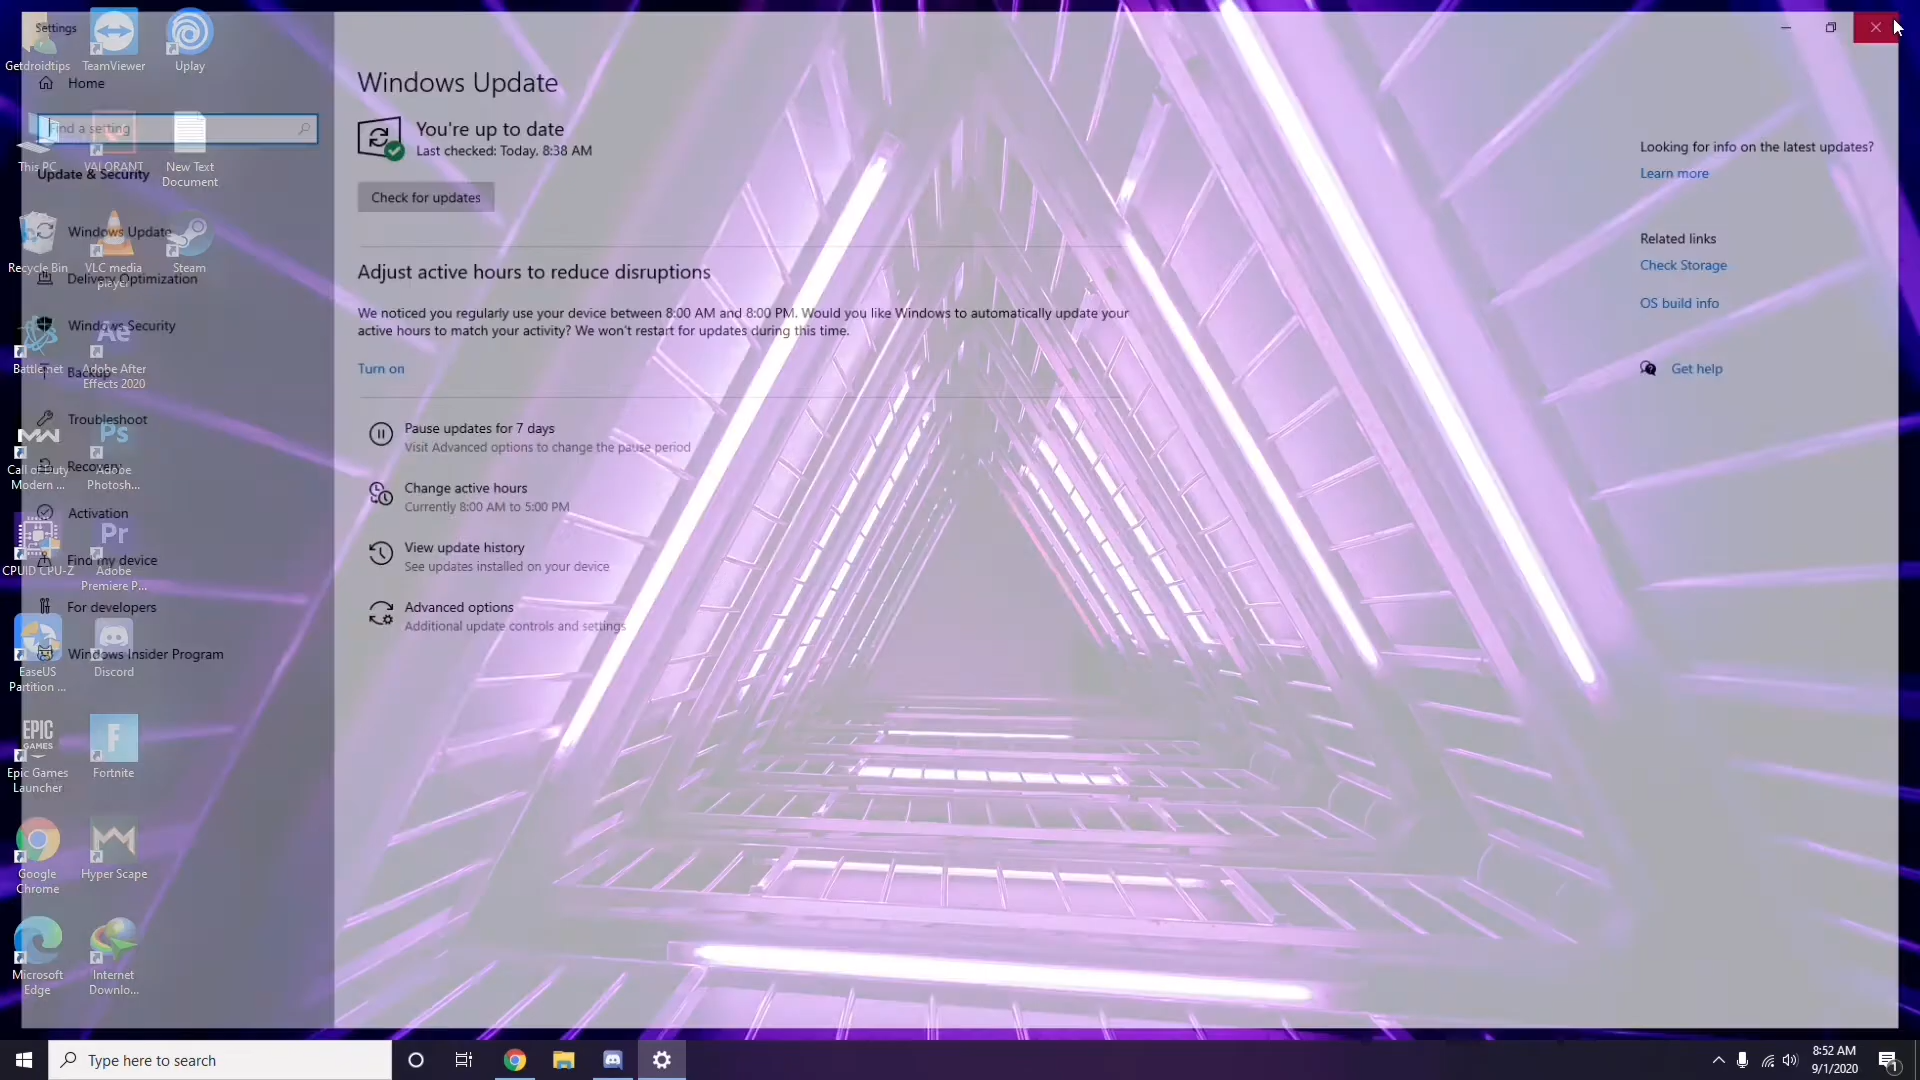 Settings
Home
Find a setting
Update & Security
Windows Update
Delivery Optimization
Windows Security
Backup
Troubleshoot
Recovery
Activation
Find my device
For developers
Windows Insider Program
Windows Update
You're up to date
Last checked: Today, 8:38 AM
Check for updates
Adjust active hours to reduce disruptions
We noticed you regularly use your device between 8:00 AM and 8:00 PM. Would you like Windows to automatically update your
active hours to match your activity? We won't restart for updates during this time.
Turn on
Pause updates for 7 days
Visit Advanced options to change the pause period
Change active hours
Currently 8:00 AM to 5:00 PM
View update history
See updates installed on your device
Advanced options
Additional update controls and settings
Looking for info on the latest updates?
Learn more
Related links
Check Storage
OS build info
Get help
Getdroidtips
TeamViewer
Uplay
This PC
VALORANT
New Text
Document
Recycle Bin
VLC media
player
Steam
Battle.net
Ae
Adobe After
Effects 2020
MW
Call of Duty
Modern ...
Ps
Adobe
Photosh...
CPUID CPU-Z
Pr
Adobe
Premiere P...
EaseUS
Partition ...
Discord
EPIC
GAMES
Epic Games
Launcher
F
Fortnite
Google
Chrome
Hyper Scape
Microsoft
Edge
Internet
Downlo...
Type here to search
8:52 AM
9/1/2020
1